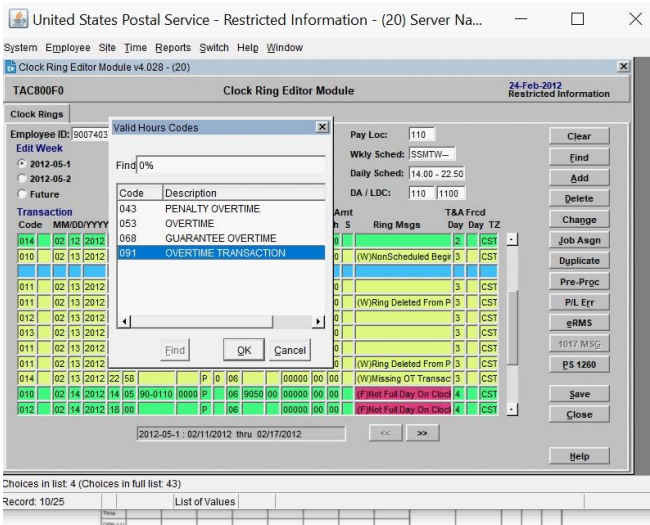 United States Postal Service - Restricted Information - (20) Server Na...
System Employee Site Time Reports Switch Help Window
Clock Ring Editor Module v4.028 - (20)
TAC800F0 Clock Ring Editor Module 24-Feb-2012
Restricted Information
Clock Rings
Employee ID: 9007403
Edit Week
2012-05-1
2012-05-2
Future
Valid Hours Codes
Find 0%
Code Description
043 PENALTY OVERTIME
053 OVERTIME
068 GUARANTEE OVERTIME
091 OVERTIME TRANSACTION
Find OK Cancel
Pay Loc: 110
Wkly Sched: SSMTW--
Daily Sched: 14.00 - 22.50
DA / LDC: 110 1100
Clear
Find
Add
Delete
Change
Job Asgn
Duplicate
Pre-Proc
P/L Err
eRMS
1017 MSG
PS 1260
Save
Close
Help
Transaction Amt T&A Frcd
Code MM/DD/YYYY h S Ring Msgs Day Day TZ
014 02 12 2012 0 2 CST
010 02 13 2012 0 (W)NonScheduled Begir 3 CST
011 02 13 2012 0 3 CST
011 02 13 2012 0 (W)Ring Deleted From P 3 CST
012 02 13 2012 0 3 CST
013 02 13 2012 0 3 CST
011 02 13 2012 0 3 CST
011 02 13 2012 0 (W)Ring Deleted From P 3 CST
014 02 13 2012 22 58 P 0 06 00000 00 00 (W)Missing OT Transac 3 CST
010 02 14 2012 14 05 90-0110 0000 P 06 9050 00 00000 00 00 (F)Not Full Day On Clocl 4 CST
012 02 14 2012 18 00 P 06 00000 00 00 (F)Not Full Day On Clocl 4 CST
2012-05-1 : 02/11/2012 thru 02/17/2012 << >>
Choices in list: 4 (Choices in full list: 43)
Record: 10/25 List of Values
Time